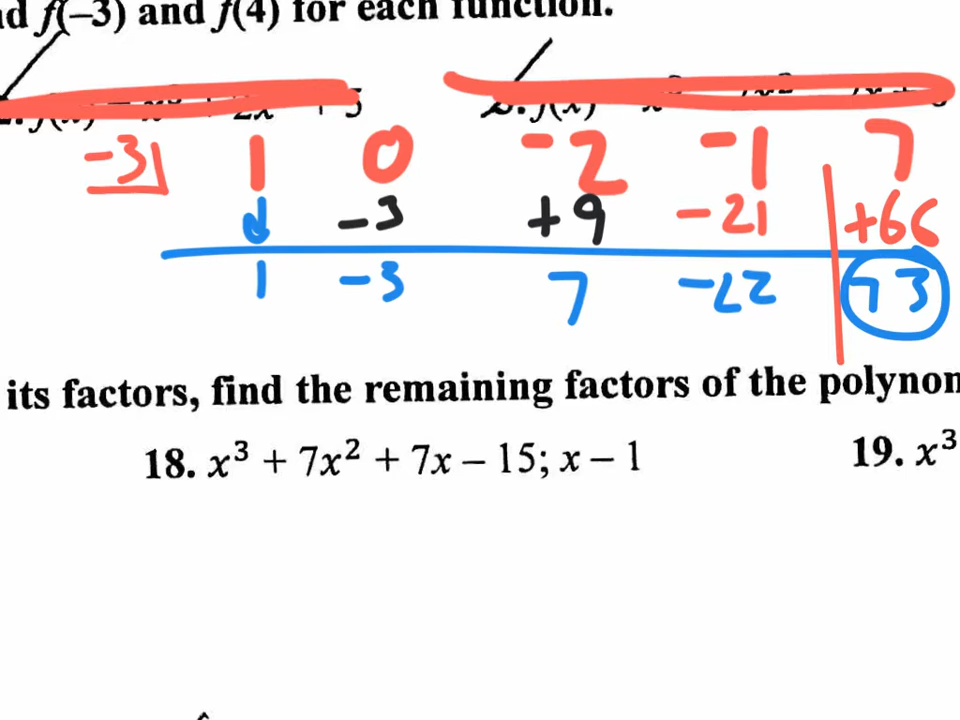 f(–3) and f(4) for each function.
-3 1 0 -2 -1 7
-3 +9 -21 +66
1 -3 7 -22 73
its factors, find the remaining factors of the
18. x³ + 7x² + 7x – 15; x – 1 19. x³